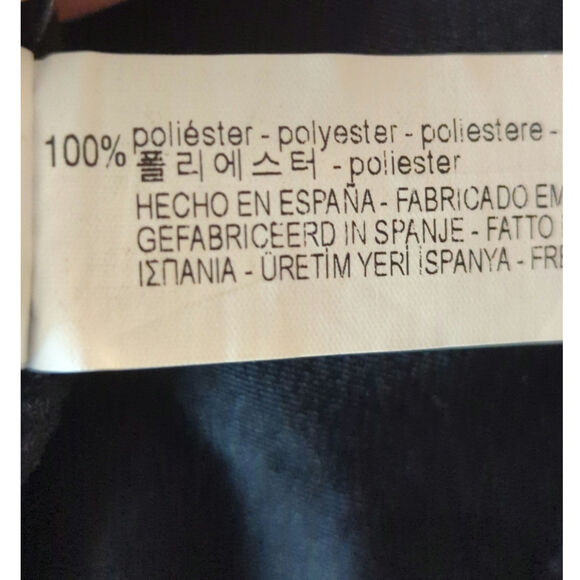 100% poliéster - polyester - poliestere -
폴리에스터 - poliester
HECHO EN ESPAÑA - FABRICADO EM
GEFABRICEERD IN SPANJE - FATTO
ΙΣΠΑΝΙΑ - ÜRETİM YERİ İSPANYA - FRE